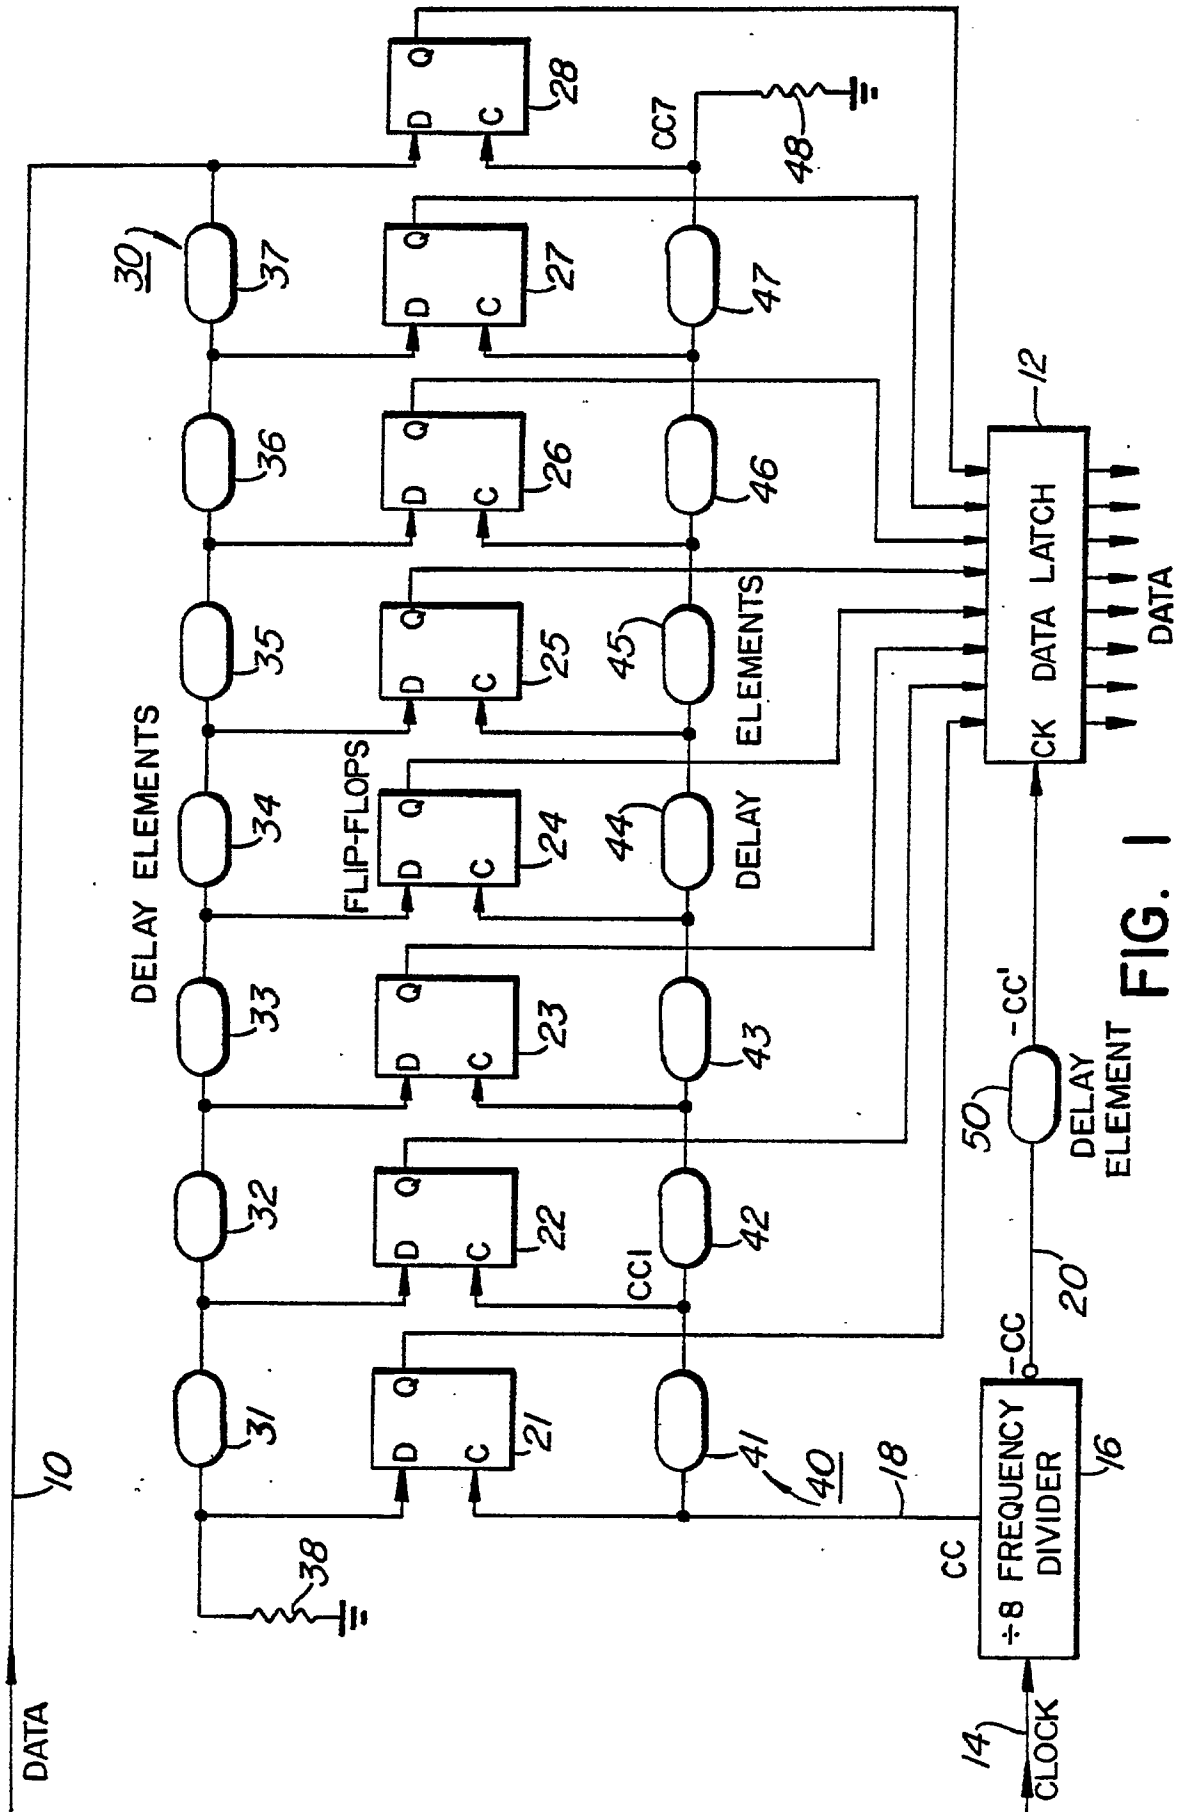 DATA
10
30
DELAY ELEMENTS
31
32
33
34
35
36
37
38
FLIP-FLOPS
D Q
C
21
D Q
C
22
D Q
C
23
D Q
C
24
D Q
C
25
D Q
C
26
D Q
C
27
D Q
C
28
CC1
CC7
41
42
43
44
45
46
47
48
40
DELAY ELEMENTS
18
CC
14
CLOCK
÷8 FREQUENCY
DIVIDER
16
-CC
20
50
DELAY
ELEMENT
-CC'
CK DATA LATCH
12
DATA
FIG. 1